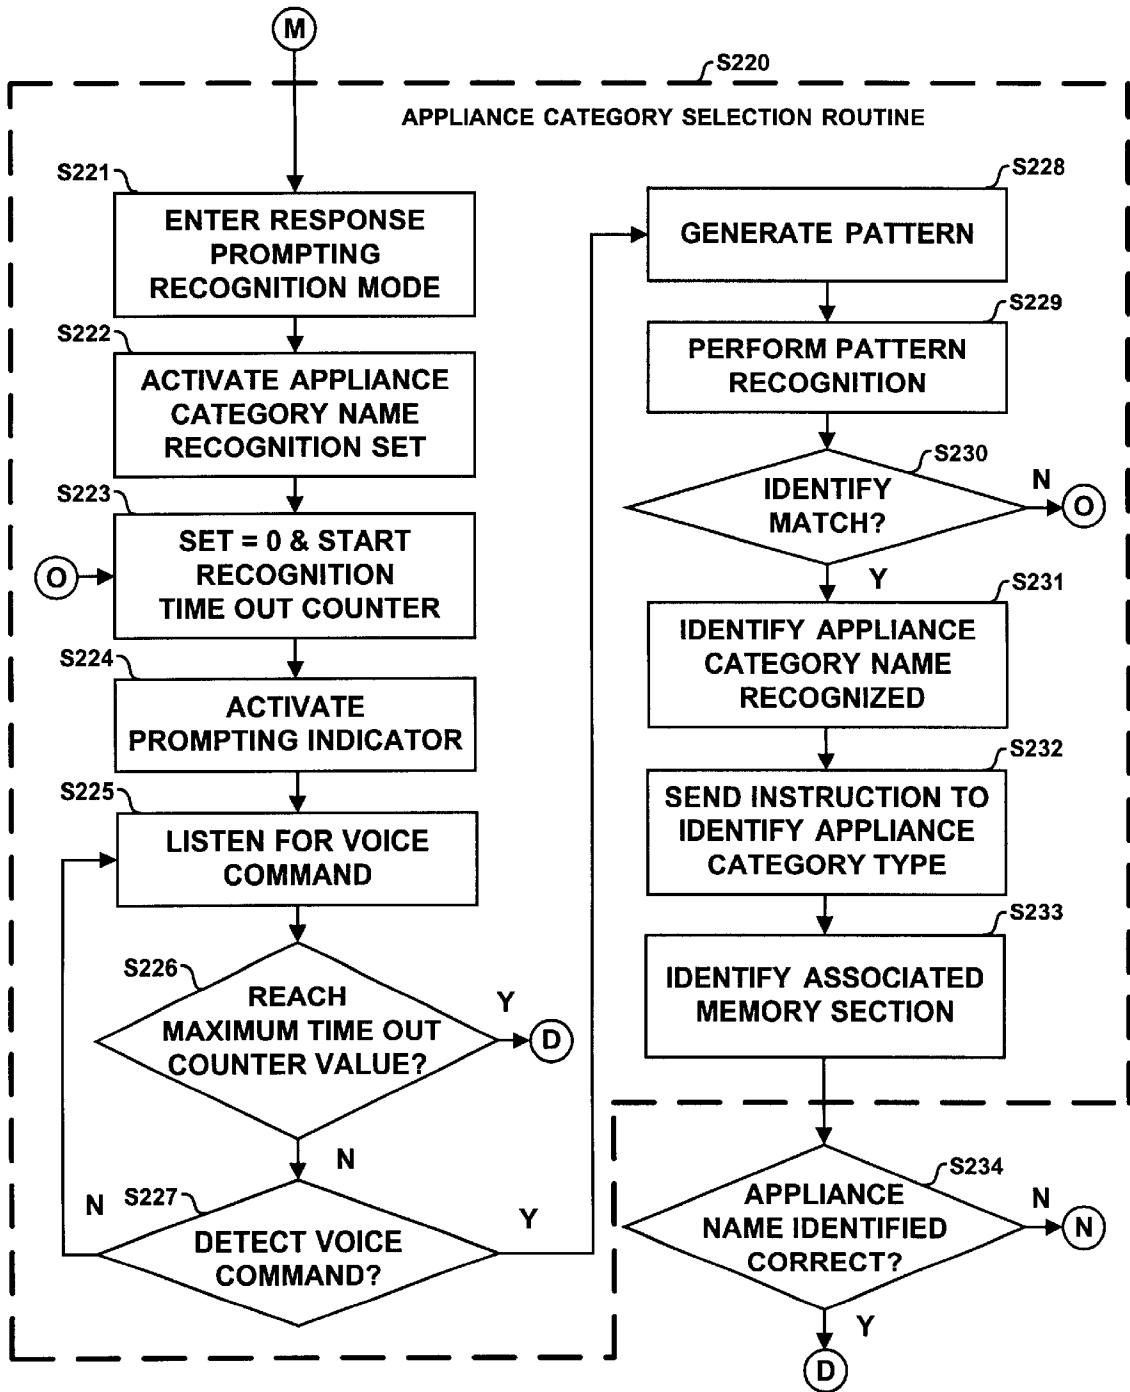 M
S220
APPLIANCE CATEGORY SELECTION ROUTINE
S221
ENTER RESPONSE
PROMPTING
RECOGNITION MODE
S222
ACTIVATE APPLIANCE
CATEGORY NAME
RECOGNITION SET
S223
O
SET = 0 & START
RECOGNITION
TIME OUT COUNTER
S224
ACTIVATE
PROMPTING INDICATOR
S225
LISTEN FOR VOICE
COMMAND
S226
REACH
MAXIMUM TIME OUT
COUNTER VALUE?
Y
D
N
S227
DETECT VOICE
COMMAND?
N
Y
S228
GENERATE PATTERN
S229
PERFORM PATTERN
RECOGNITION
S230
IDENTIFY
MATCH?
N
O
Y
S231
IDENTIFY APPLIANCE
CATEGORY NAME
RECOGNIZED
S232
SEND INSTRUCTION TO
IDENTIFY APPLIANCE
CATEGORY TYPE
S233
IDENTIFY ASSOCIATED
MEMORY SECTION
S234
APPLIANCE
NAME IDENTIFIED
CORRECT?
N
N
Y
D